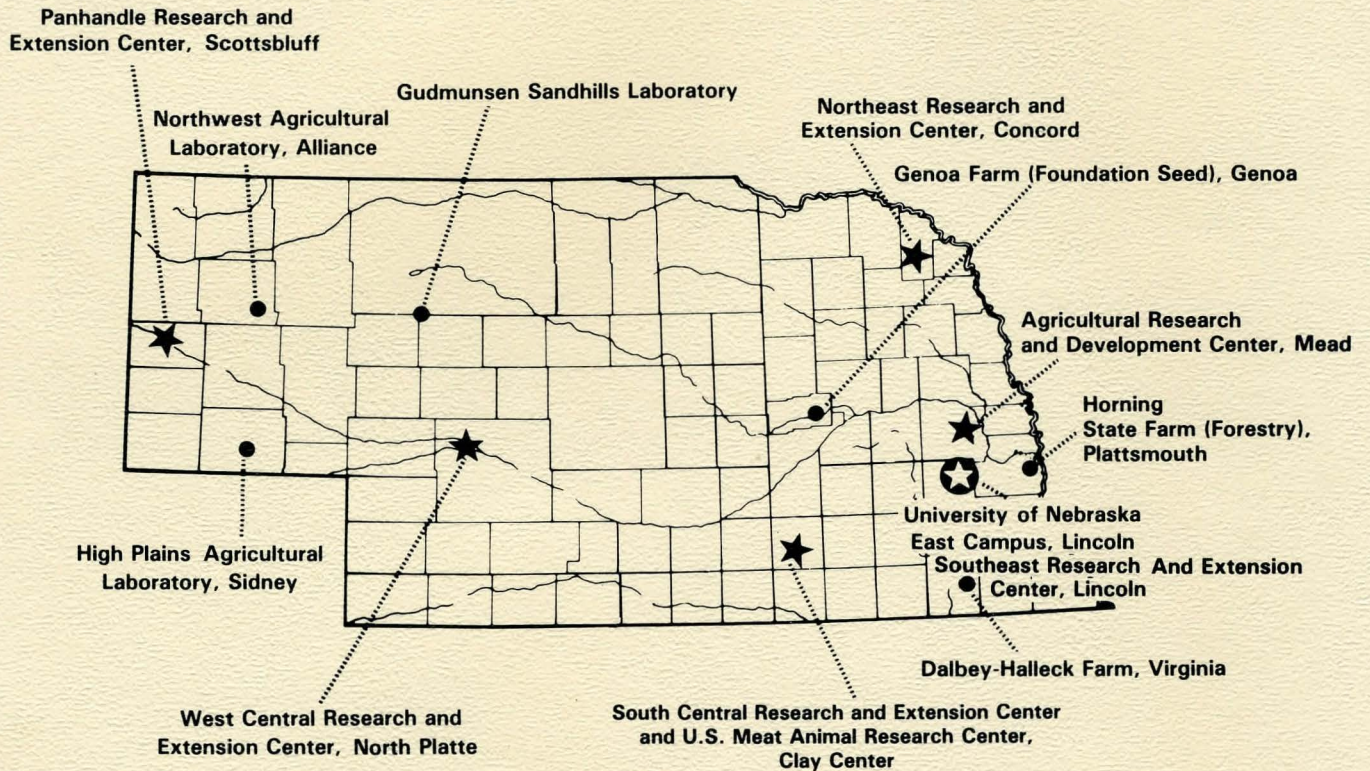 Panhandle Research and
Extension Center, Scottsbluff
Northwest Agricultural
Laboratory, Alliance
Gudmunsen Sandhills Laboratory
Northeast Research and
Extension Center, Concord
Genoa Farm (Foundation Seed), Genoa
Agricultural Research
and Development Center, Mead
Horning
State Farm (Forestry),
Plattsmouth
University of Nebraska
East Campus, Lincoln
Southeast Research And Extension
Center, Lincoln
High Plains Agricultural
Laboratory, Sidney
Dalbey-Halleck Farm, Virginia
West Central Research and
Extension Center, North Platte
South Central Research and Extension Center
and U.S. Meat Animal Research Center,
Clay Center